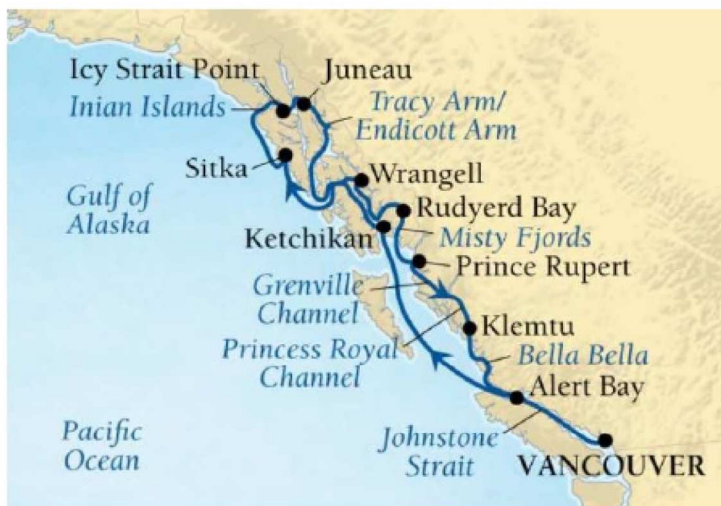 Icy Strait Point
Juneau
Inian Islands
Tracy Arm/
Endicott Arm
Sitka
Wrangell
Gulf of
Alaska
Rudyerd Bay
Ketchikan
Misty Fjords
Prince Rupert
Grenville
Channel
Klemtu
Princess Royal
Channel
Bella Bella
Alert Bay
Pacific
Ocean
Johnstone
Strait
VANCOUVER